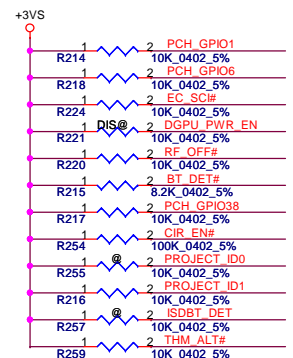 +3VS
1 2 PCH_GPIO1
R214 10K_0402_5%
1 2 PCH_GPIO6
R218 10K_0402_5%
1 2 EC_SCI#
R224 10K_0402_5%
1 DIS@ 2 DGPU_PWR_EN
R221 10K_0402_5%
1 2 RF_OFF#
R220 10K_0402_5%
1 2 BT_DET#
R215 8.2K_0402_5%
1 2 PCH_GPIO38
R217 10K_0402_5%
1 2 CIR_EN#
R254 100K_0402_5%
1 @ 2 PROJECT_ID0
R255 10K_0402_5%
1 2 PROJECT_ID1
R216 10K_0402_5%
1 @ 2 ISDBT_DET
R257 10K_0402_5%
1 2 THM_ALT#
R259 10K_0402_5%